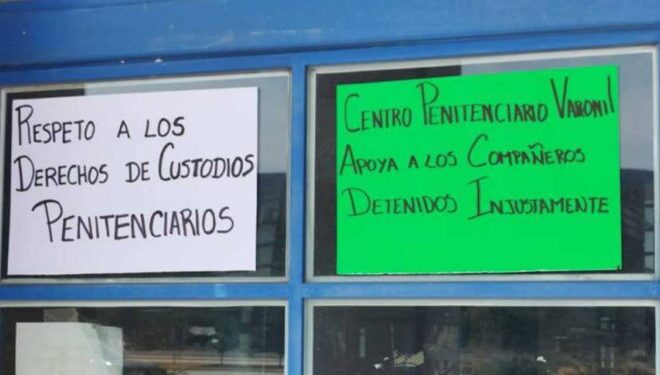 RESPETO A LOS
DERECHOS DE CUSTODIOS
PENITENCIARIOS
CENTRO PENITENCIARIO VARONIL
APOYA A LOS COMPAÑEROS
DETENIDOS INJUSTAMENTE